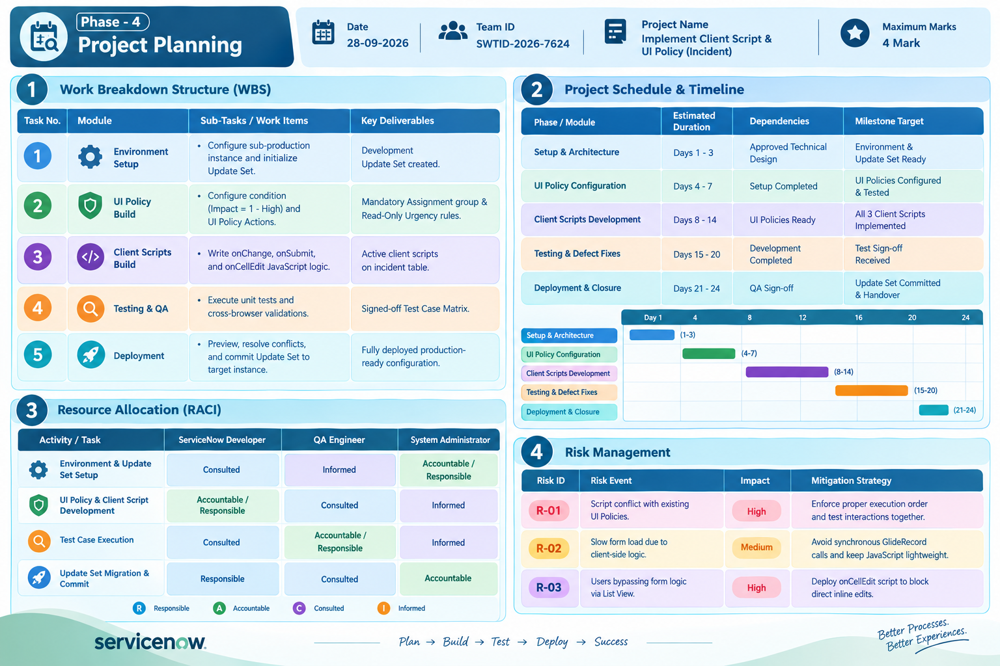 Phase - 4
Project Planning
Date
28-09-2026
Team ID
SWTID-2026-7624
Project Name
Implement Client Script &
UI Policy (Incident)
Maximum Marks
4 Mark
1
Work Breakdown Structure (WBS)
Task No.
Module
Sub-Tasks / Work Items
Key Deliverables
1
Environment
Setup
• Configure sub-production
instance and initialize
Update Set.
Development
Update Set created.
2
UI Policy
Build
• Configure condition
(Impact = 1 - High) and
UI Policy Actions.
Mandatory Assignment group &
Read-Only Urgency rules.
3
</>
Client Scripts
Build
• Write onChange, onSubmit,
and onCellEdit JavaScript logic.
Active client scripts
on incident table.
4
Testing & QA
• Execute unit tests and
cross-browser validations.
Signed-off Test Case Matrix.
5
Deployment
• Preview, resolve conflicts,
and commit Update Set to
target instance.
Fully deployed production-
ready configuration.
2
Project Schedule & Timeline
Phase / Module
Estimated
Duration
Dependencies
Milestone Target
Setup & Architecture
Days 1 - 3
Approved Technical
Design
Environment &
Update Set Ready
UI Policy Configuration
Days 4 - 7
Setup Completed
UI Policies Configured
& Tested
Client Scripts Development
Days 8 - 14
UI Policies Ready
All 3 Client Scripts
Implemented
Testing & Defect Fixes
Days 15 - 20
Development
Completed
Test Sign-off
Received
Deployment & Closure
Days 21 - 24
QA Sign-off
Update Set Committed
& Handover
Day 1 4 8 12 16 20 24
Setup & Architecture
(1-3)
UI Policy Configuration
(4-7)
Client Scripts Development
(8-14)
Testing & Defect Fixes
(15-20)
Deployment & Closure
(21-24)
3
Resource Allocation (RACI)
Activity / Task
ServiceNow Developer
QA Engineer
System Administrator
Environment & Update
Set Setup
Consulted
Informed
Accountable /
Responsible
UI Policy & Client Script
Development
Accountable /
Responsible
Consulted
Informed
Test Case Execution
Consulted
Accountable /
Responsible
Informed
Update Set Migration &
Commit
Responsible
Consulted
Accountable
R Responsible
A Accountable
C Consulted
I Informed
4
Risk Management
Risk ID
Risk Event
Impact
Mitigation Strategy
R-01
Script conflict with existing
UI Policies.
High
Enforce proper execution order
and test interactions together.
R-02
Slow form load due to
client-side logic.
Medium
Avoid synchronous GlideRecord
calls and keep JavaScript lightweight.
R-03
Users bypassing form logic
via List View.
High
Deploy onCellEdit script to block
direct inline edits.
servicenow
Plan → Build → Test → Deploy → Success
Better Processes.
Better Experiences.